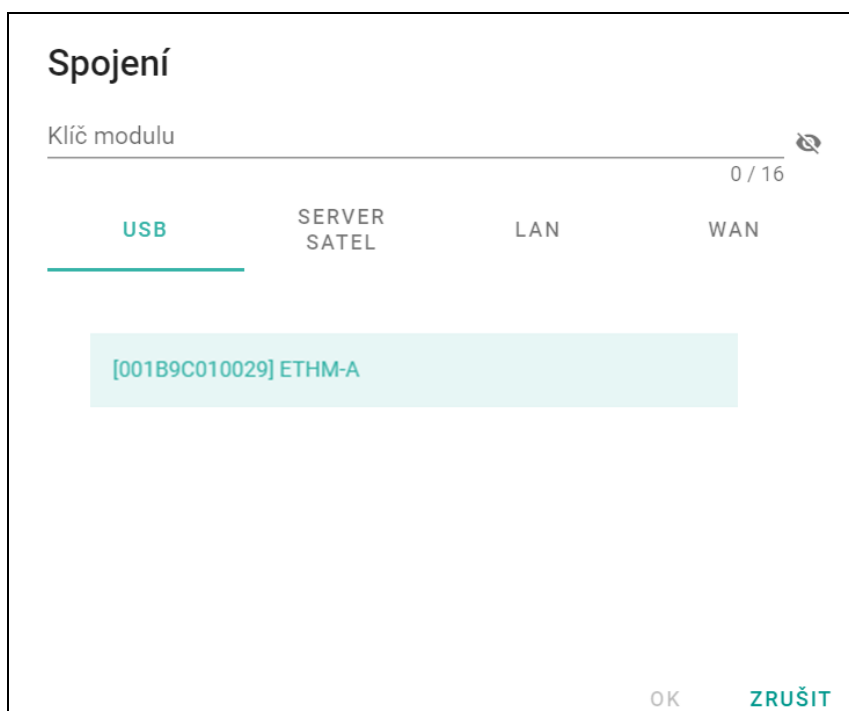 Spojení
Klíč modulu
0 / 16
USB
SERVER
SATEL
LAN
WAN
[001B9C010029] ETHM-A
OK
ZRUŠIT